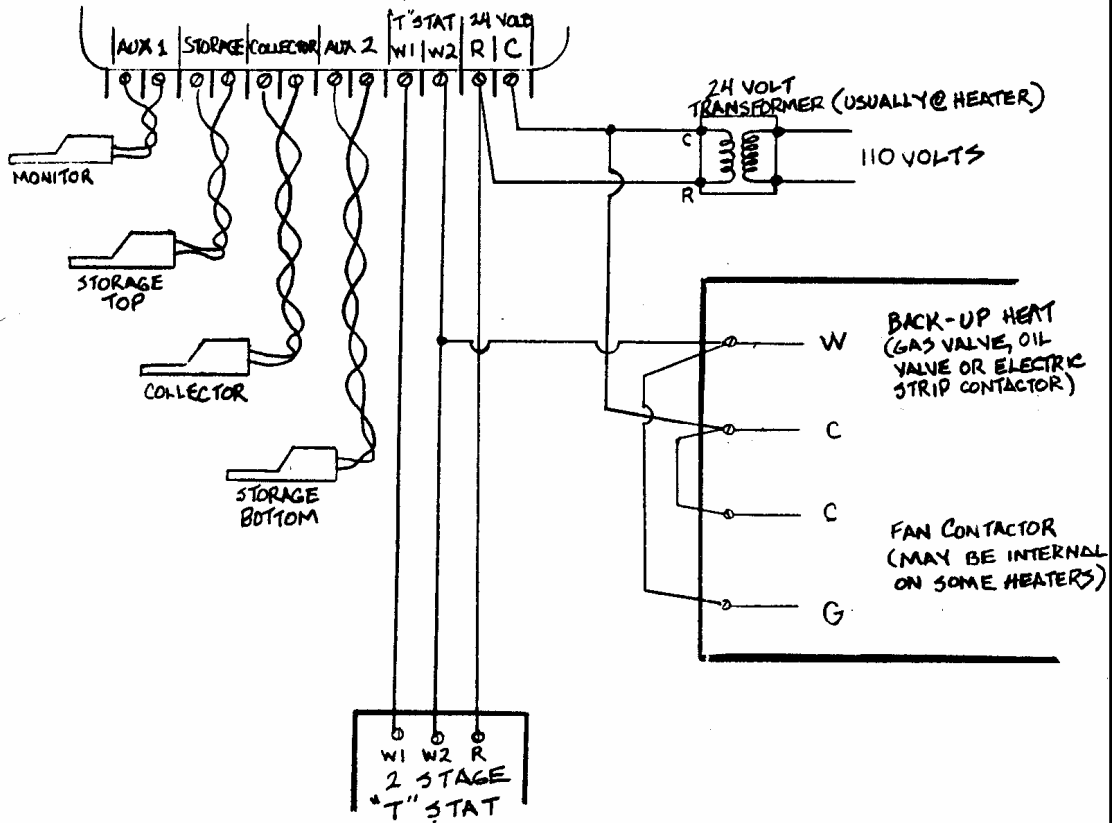 "T" STAT
24 VOLT
AUX 1
STORAGE
COLLECTOR
AUX 2
W1
W2
R
C
24 VOLT
TRANSFORMER (USUALLY @ HEATER)
C
R
110 VOLTS
MONITOR
STORAGE
TOP
COLLECTOR
STORAGE
BOTTOM
W
BACK-UP HEAT
(GAS VALVE, OIL
VALVE OR ELECTRIC
STRIP CONTACTOR)
C
C
FAN CONTACTOR
(MAY BE INTERNAL
ON SOME HEATERS)
G
W1 W2 R
2 STAGE
"T" STAT